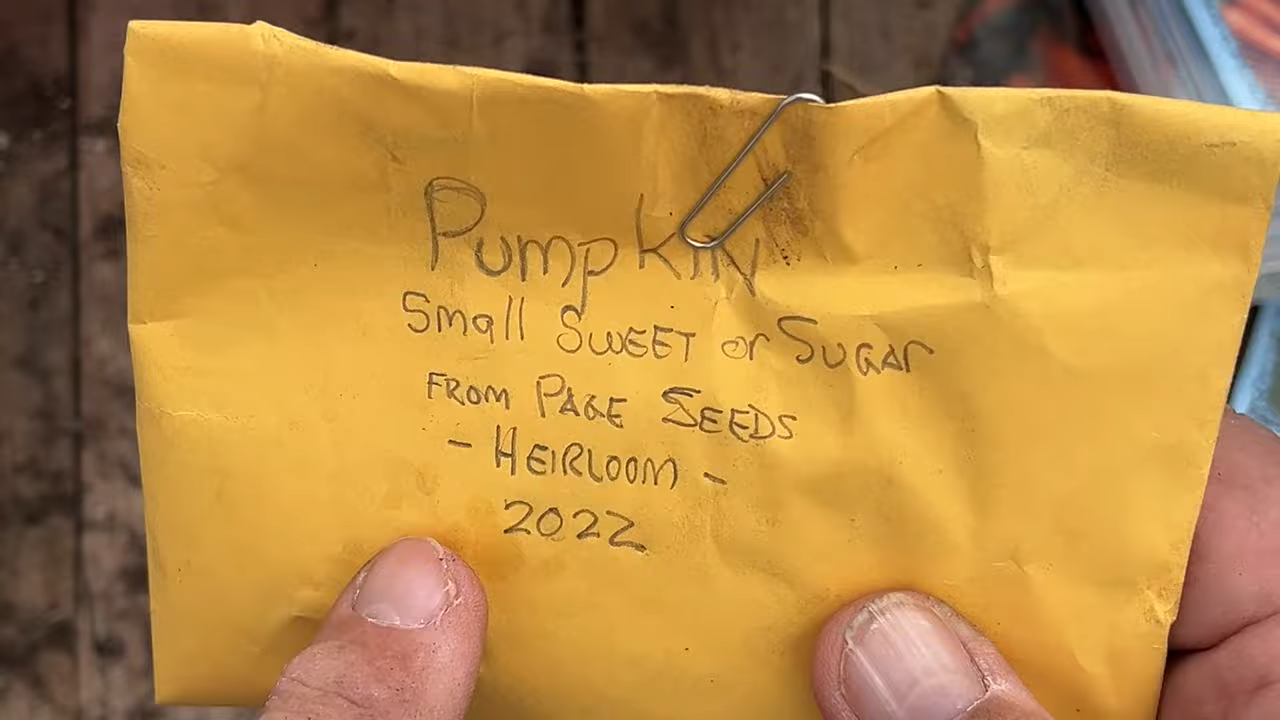 Pumpkin
Small SWEET or SUGAR
FROM PAGE SEEDS
- HEIRLOOM -
2022